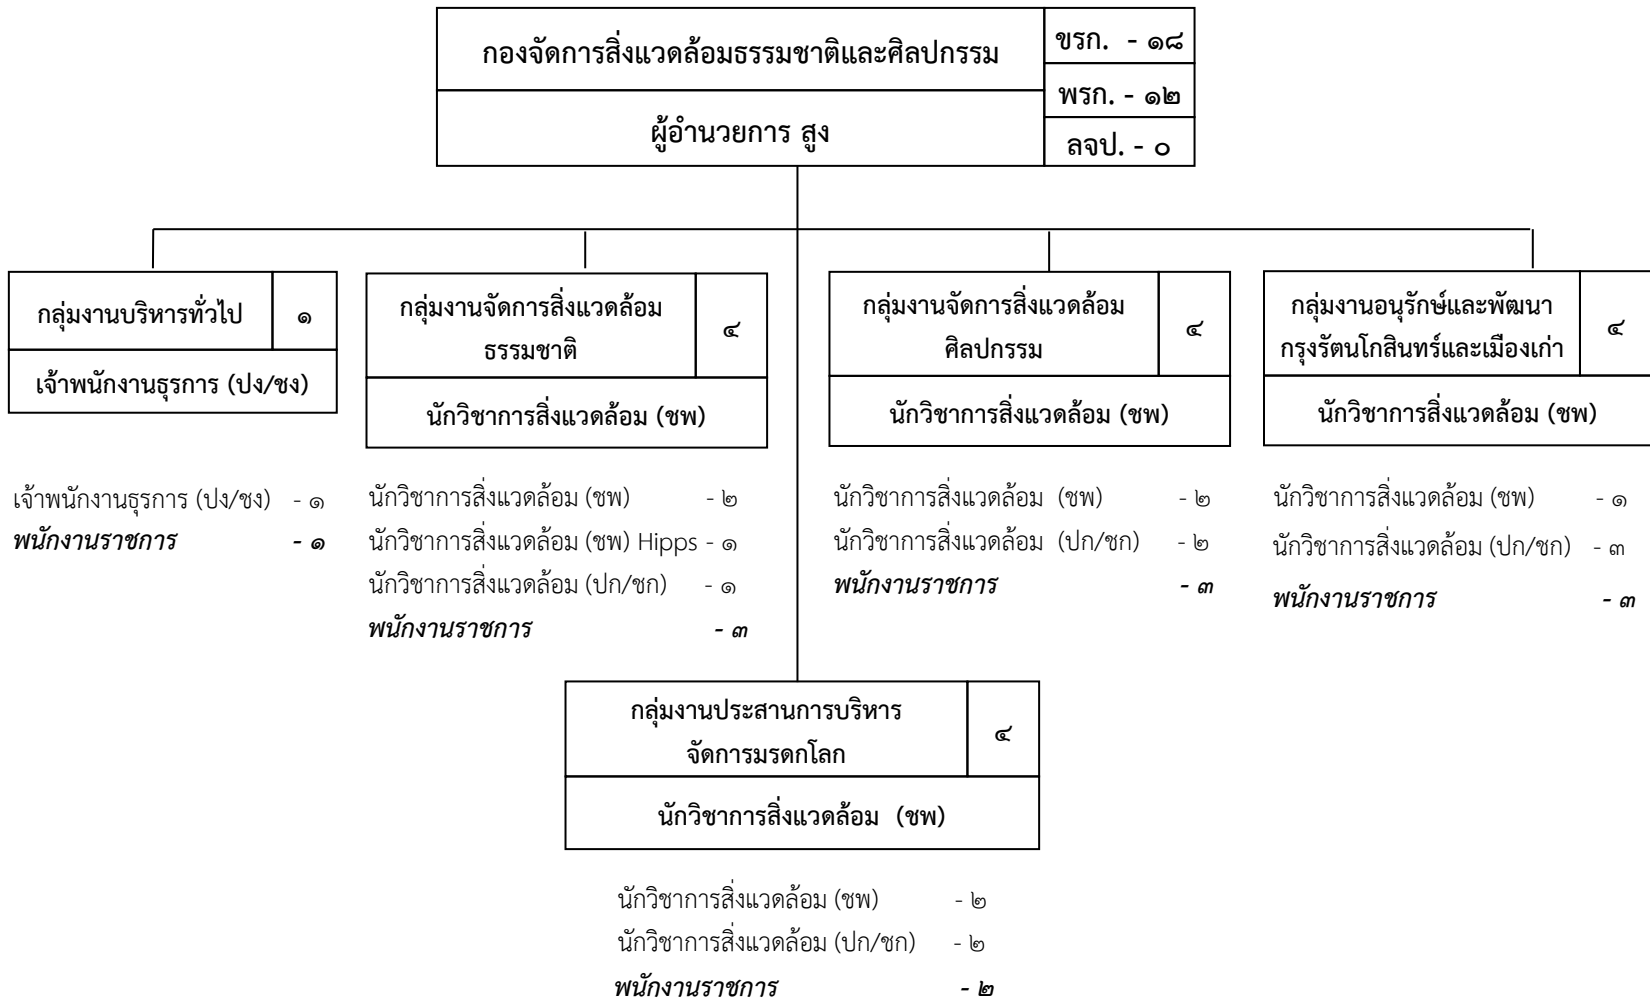 กองจัดการสิ่งแวดล้อมธรรมชาติและศิลปกรรม
ผู้อำนวยการ สูง
ขรก. - ๑๘
พรก. - ๑๒
ลจป. - ๐
กลุ่มงานบริหารทั่วไป ๑
เจ้าพนักงานธุรการ (ปง/ชง)
เจ้าพนักงานธุรการ (ปง/ชง) - ๑
พนักงานราชการ - ๑
กลุ่มงานจัดการสิ่งแวดล้อม
ธรรมชาติ
๔
นักวิชาการสิ่งแวดล้อม (ชพ)
นักวิชาการสิ่งแวดล้อม (ชพ) - ๒
นักวิชาการสิ่งแวดล้อม (ชพ) Hipps - ๑
นักวิชาการสิ่งแวดล้อม (ปก/ชก) - ๑
พนักงานราชการ - ๓
กลุ่มงานจัดการสิ่งแวดล้อม
ศิลปกรรม
๔
นักวิชาการสิ่งแวดล้อม (ชพ)
นักวิชาการสิ่งแวดล้อม (ชพ) - ๒
นักวิชาการสิ่งแวดล้อม (ปก/ชก) - ๒
พนักงานราชการ - ๓
กลุ่มงานอนุรักษ์และพัฒนา
กรุงรัตนโกสินทร์และเมืองเก่า
๔
นักวิชาการสิ่งแวดล้อม (ชพ)
นักวิชาการสิ่งแวดล้อม (ชพ) - ๑
นักวิชาการสิ่งแวดล้อม (ปก/ชก) - ๓
พนักงานราชการ - ๓
กลุ่มงานประสานการบริหาร
จัดการมรดกโลก
๔
นักวิชาการสิ่งแวดล้อม (ชพ)
นักวิชาการสิ่งแวดล้อม (ชพ) - ๒
นักวิชาการสิ่งแวดล้อม (ปก/ชก) - ๒
พนักงานราชการ - ๒